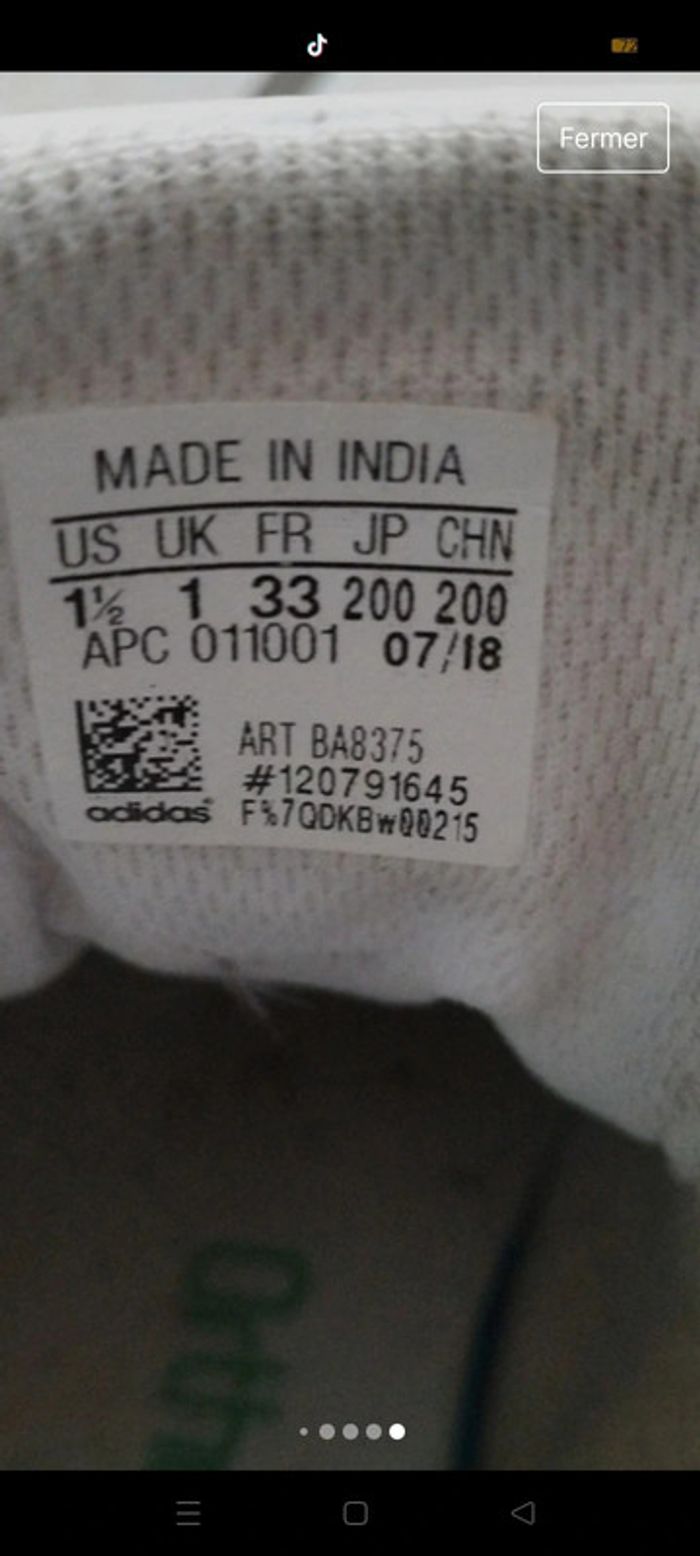 Fermer
MADE IN INDIA
US UK FR JP CHN
1½ 1 33 200 200
APC 011001 07/18
ART BA8375
#120791645
adidas F%7QDKBw00215
Ortho